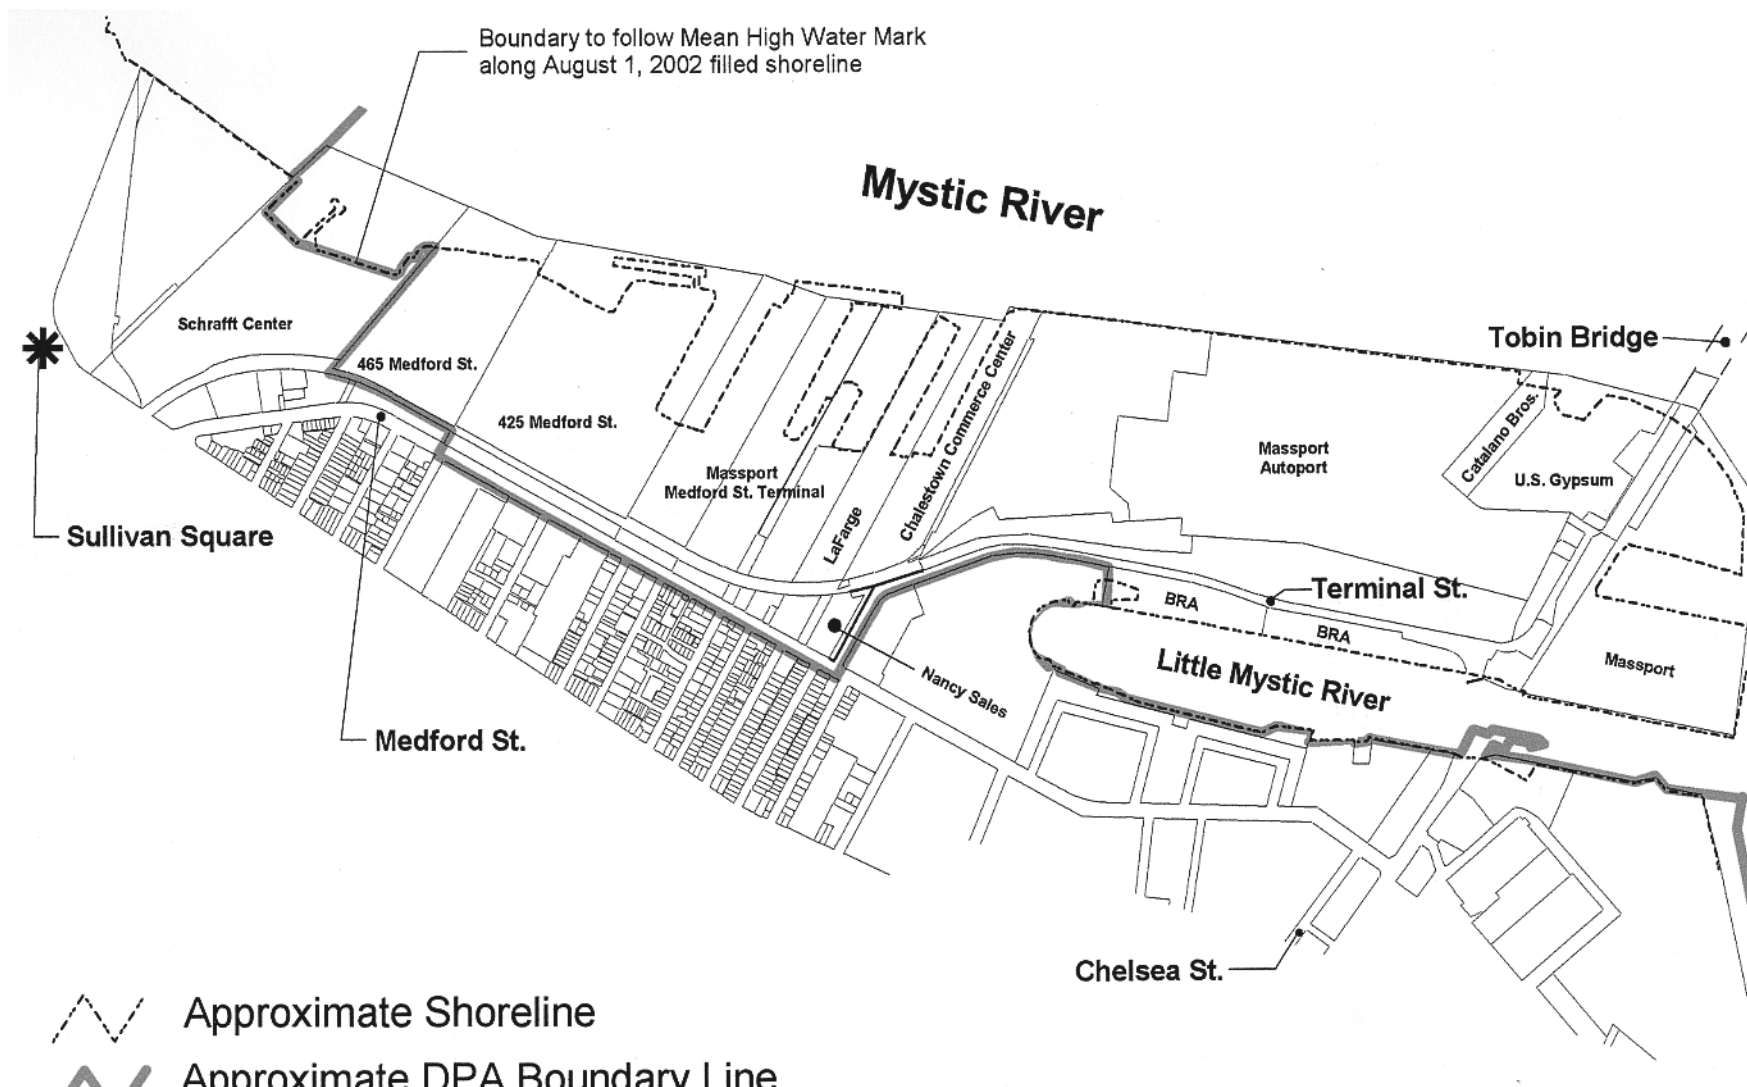 Boundary to follow Mean High Water Mark
along August 1, 2002 filled shoreline
Mystic River
Tobin Bridge
Schrafft Center
465 Medford St.
425 Medford St.
Massport
Medford St. Terminal
LaFarge
Chalestown Commerce Center
Massport
Autoport
Catalano Bros.
U.S. Gypsum
Sullivan Square
Terminal St.
BRA
BRA
Little Mystic River
Massport
Nancy Sales
Medford St.
Chelsea St.
Approximate Shoreline
Approximate DPA Boundary Line